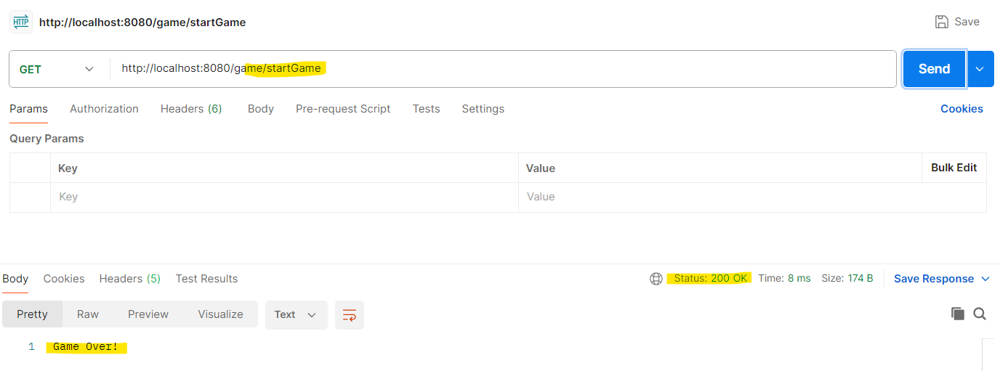 HTTP http://localhost:8080/game/startGame Save
GET http://localhost:8080/game/startGame Send
Params Authorization Headers (6) Body Pre-request Script Tests Settings Cookies
Query Params
Key Value Bulk Edit
Key Value
Body Cookies Headers (5) Test Results Status: 200 OK Time: 8 ms Size: 174 B Save Response
Pretty Raw Preview Visualize Text
1 Game Over!